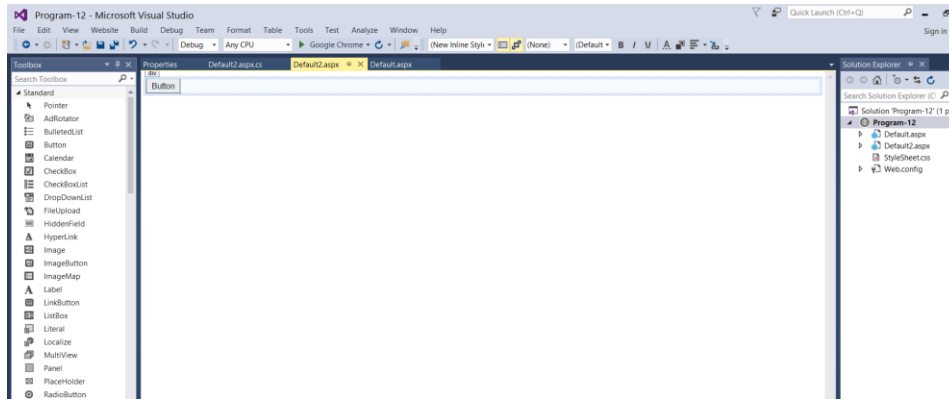 Program-12 - Microsoft Visual Studio
Quick Launch (Ctrl+Q)
File Edit View Website Build Debug Team Format Table Tools Test Analyze Window Help
Sign in
Debug Any CPU Google Chrome (New Inline Style (None) (Default B I U A
Toolbox
Properties Default2.aspx.cs Default2.aspx Default.aspx
Solution Explorer
Search Toolbox
div
Button
Search Solution Explorer (C
Standard
Pointer
AdRotator
BulletedList
Button
Calendar
CheckBox
CheckBoxList
DropDownList
FileUpload
HiddenField
HyperLink
Image
ImageButton
ImageMap
Label
LinkButton
ListBox
Literal
Localize
MultiView
Panel
PlaceHolder
RadioButton
Solution 'Program-12' (1 p
Program-12
Default.aspx
Default2.aspx
StyleSheet.css
Web.config